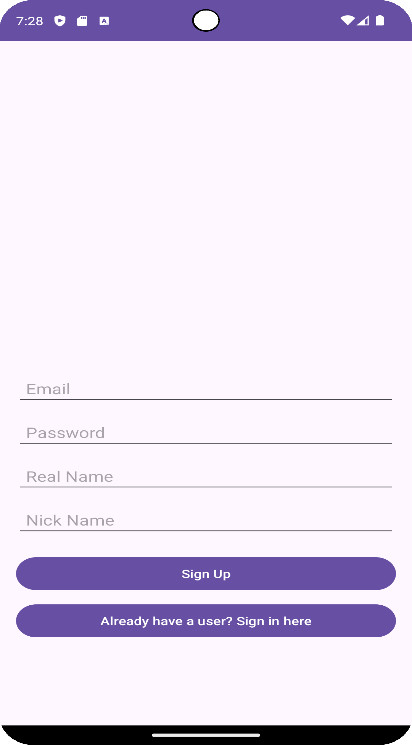 7:28
Email
Password
Real Name
Nick Name
Sign Up
Already have a user? Sign in here